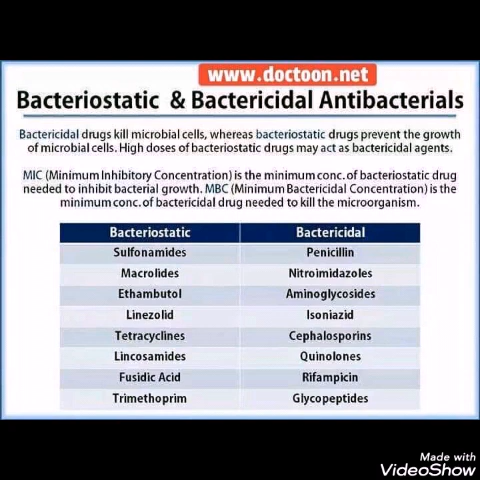 www.doctoon.net
Bacteriostatic & Bactericidal Antibacterials
Bactericidal drugs kill microbial cells, whereas bacteriostatic drugs prevent the growth
of microbial cells. High doses of bacteriostatic drugs may act as bactericidal agents.
MIC (Minimum Inhibitory Concentration) is the minimum conc. of bacteriostatic drug
needed to inhibit bacterial growth. MBC (Minimum Bactericidal Concentration) is the
minimum conc. of bactericidal drug needed to kill the microorganism.
Bacteriostatic Bactericidal
Sulfonamides Penicillin
Macrolides Nitroimidazoles
Ethambutol Aminoglycosides
Linezolid Isoniazid
Tetracyclines Cephalosporins
Lincosamides Quinolones
Fusidic Acid Rifampicin
Trimethoprim Glycopeptides
Made with
VideoShow